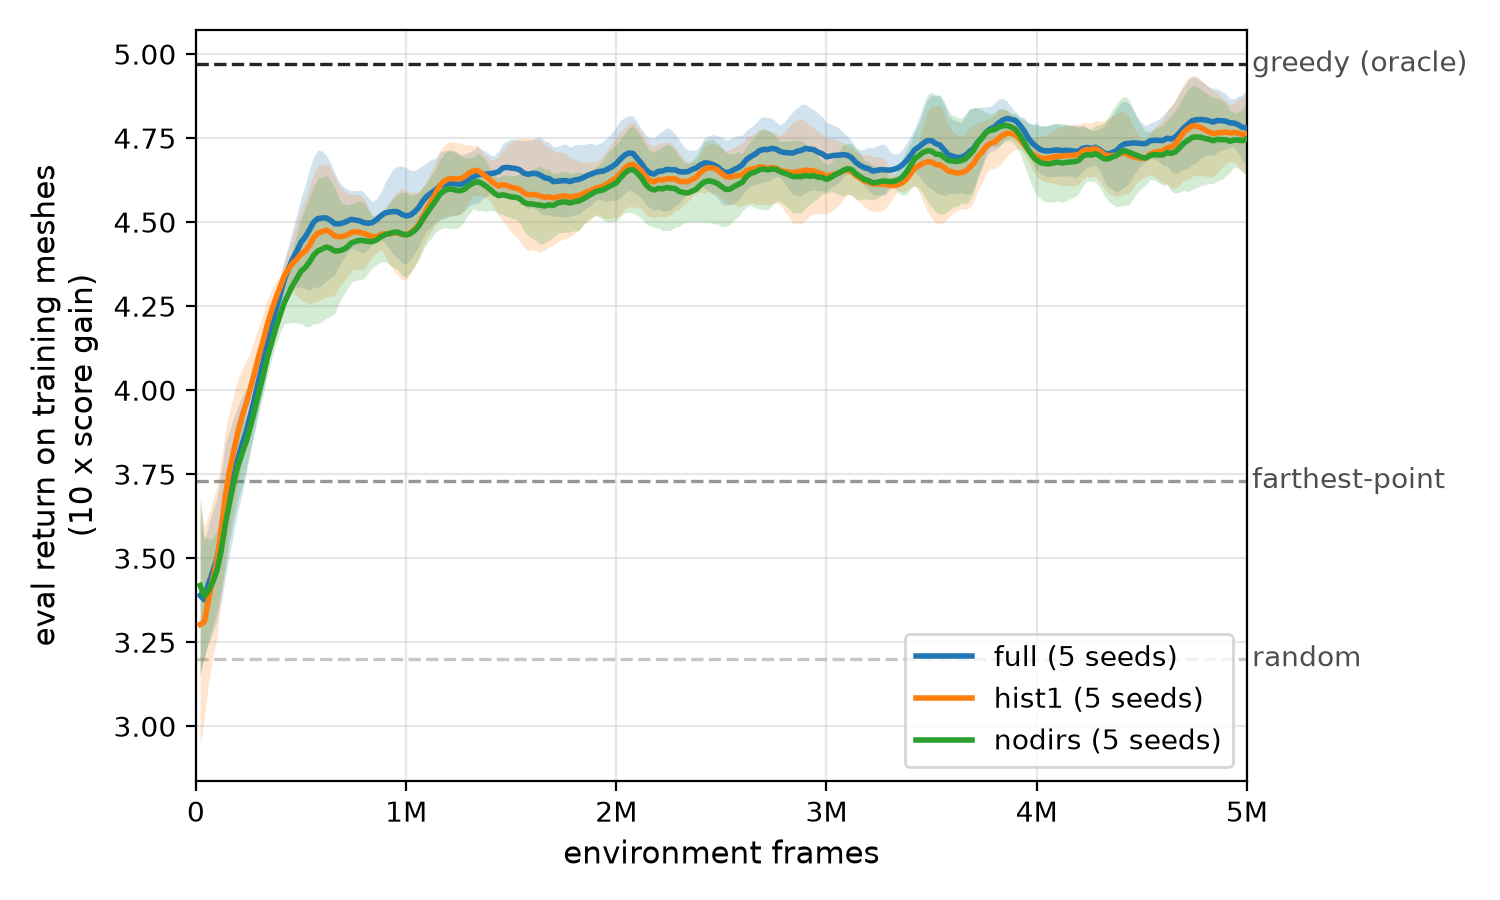 5.00
4.75
4.50
4.25
4.00
3.75
3.50
3.25
3.00
eval return on training meshes
(10 x score gain)
greedy (oracle)
farthest-point
random
full (5 seeds)
hist1 (5 seeds)
nodirs (5 seeds)
0 1M 2M 3M 4M 5M
environment frames